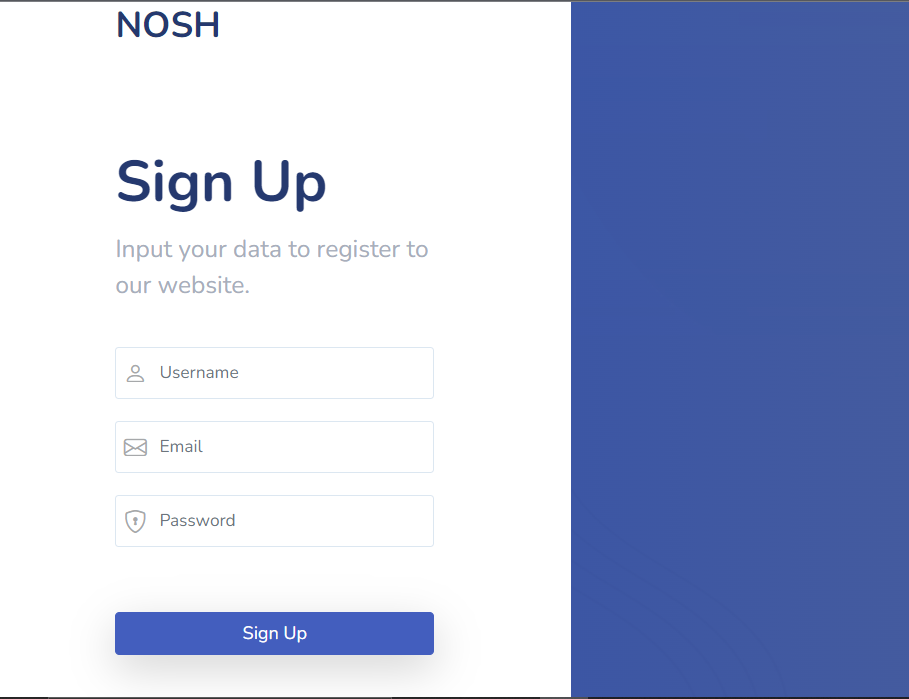 NOSH
Sign Up
Input your data to register to
our website.
Username
Email
Password
Sign Up